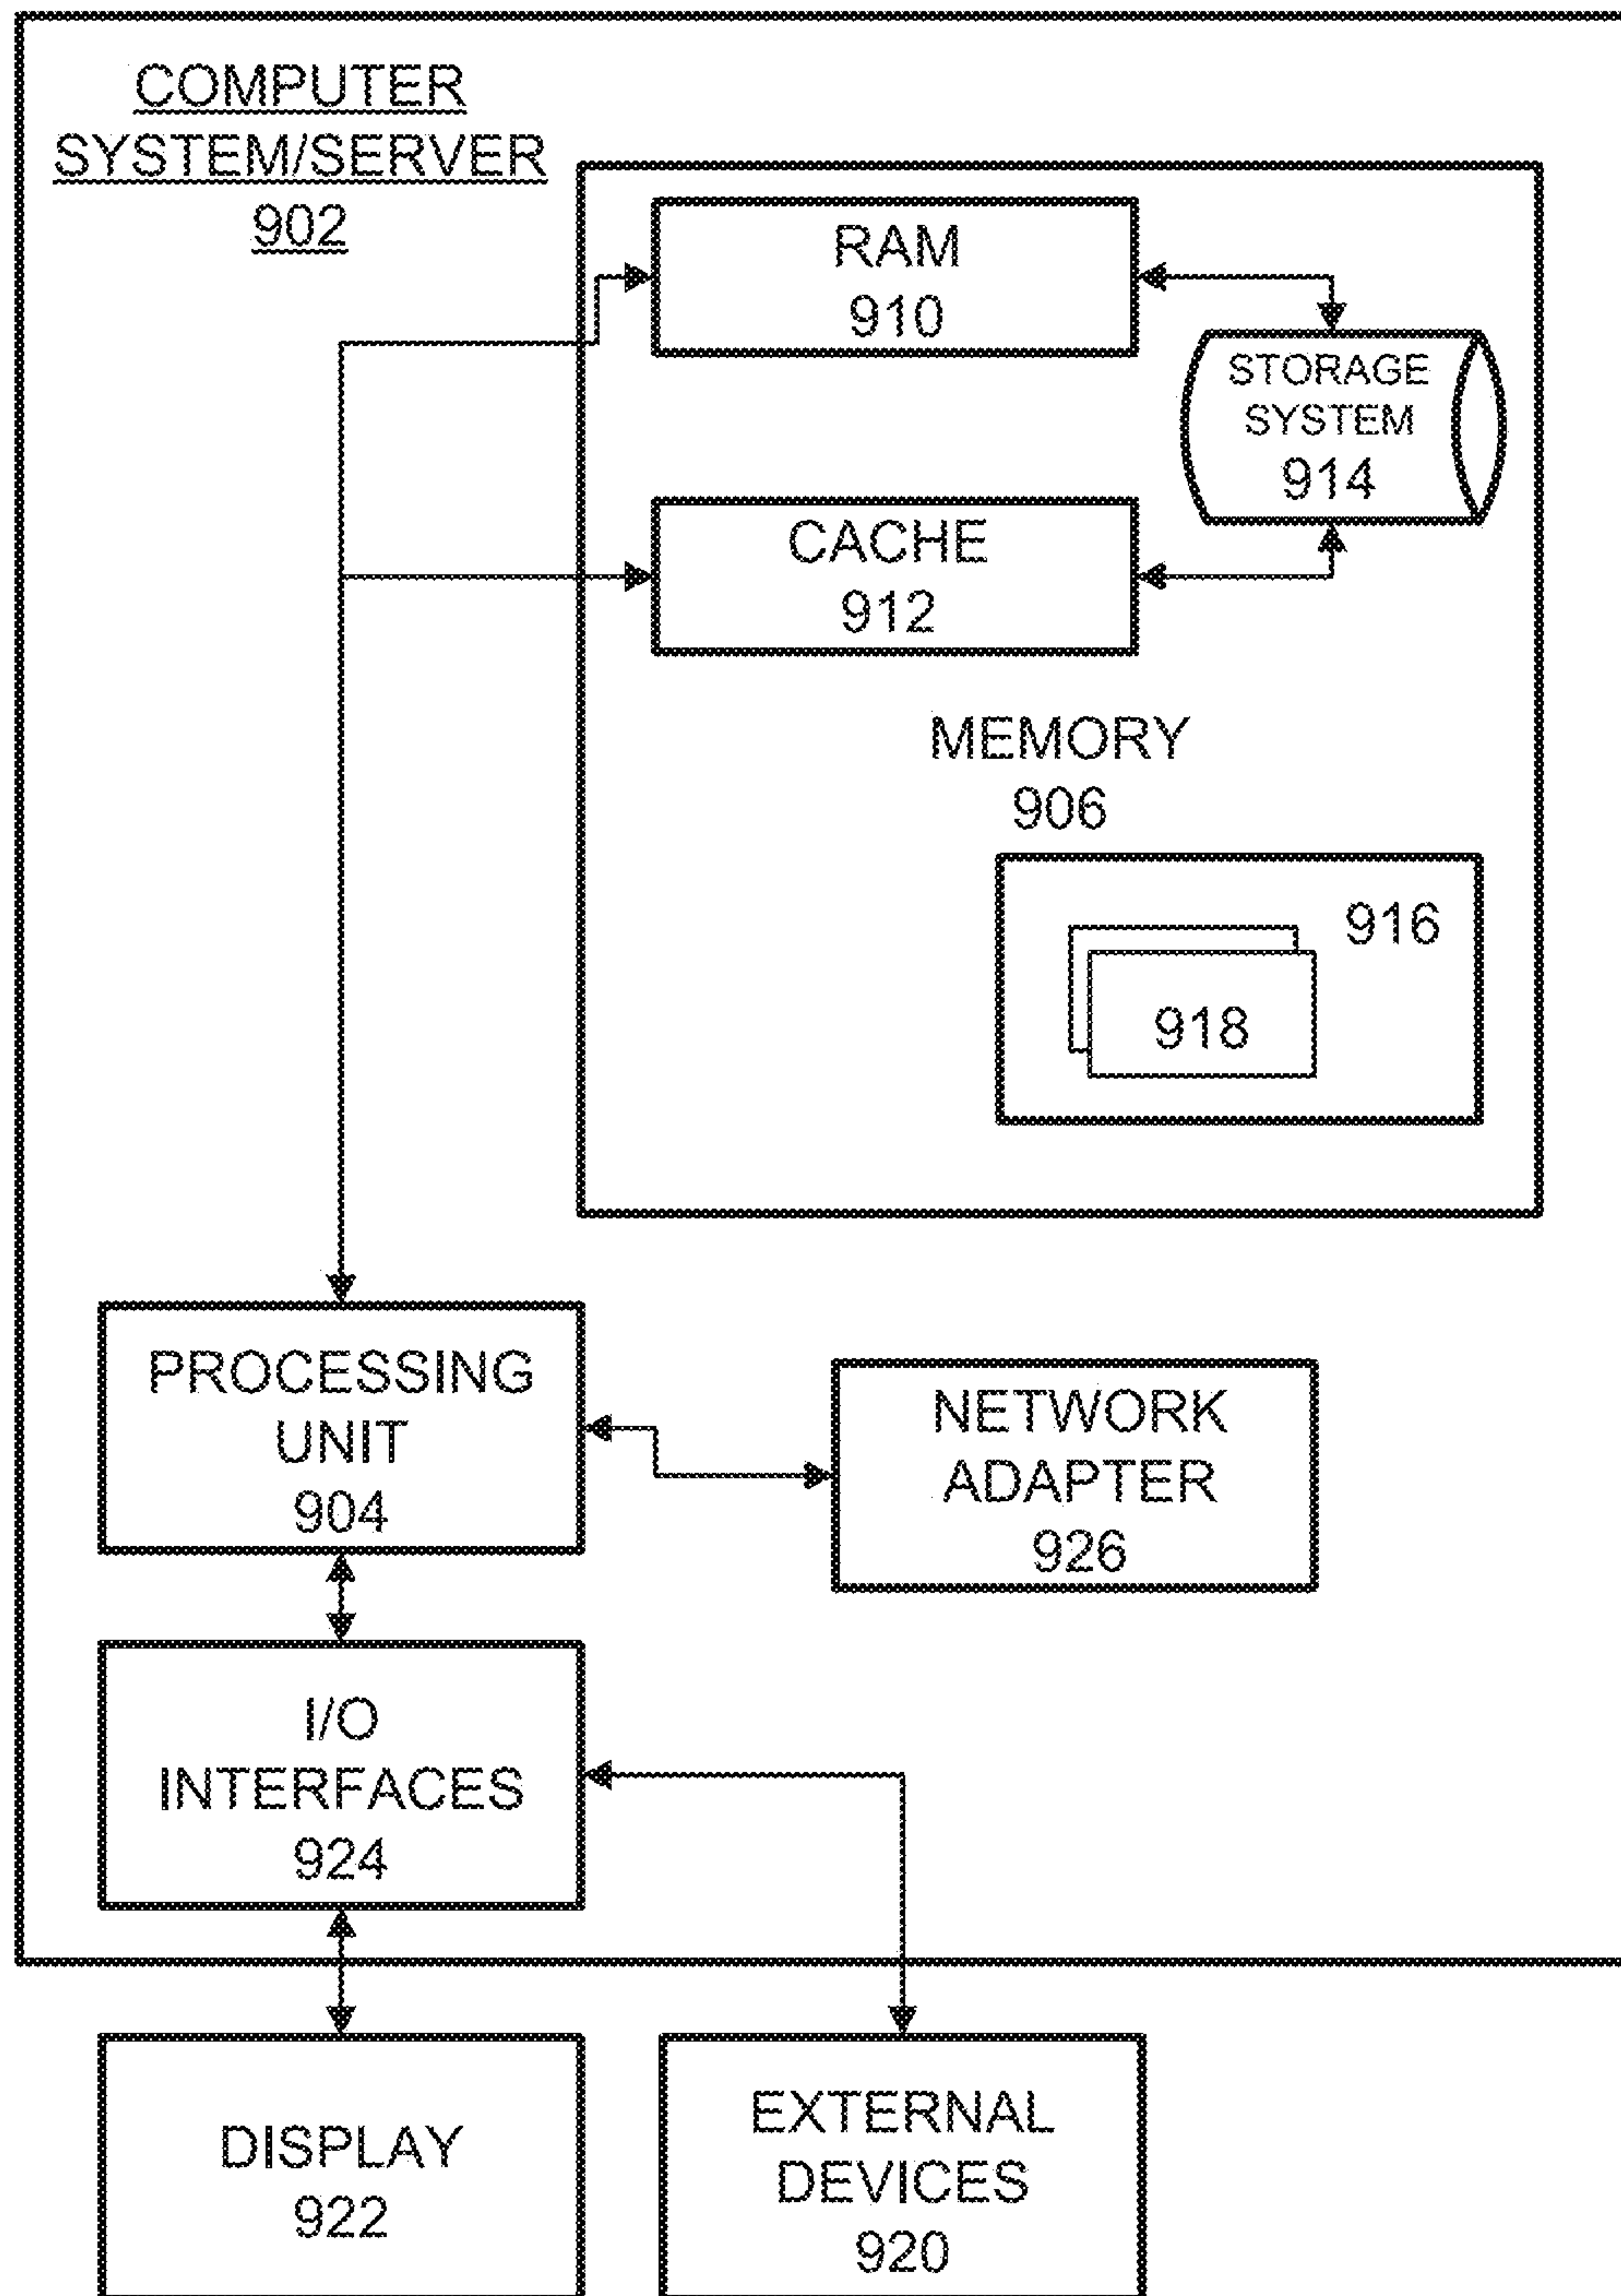 COMPUTER
SYSTEM/SERVER
902
RAM
910
STORAGE
SYSTEM
914
CACHE
912
MEMORY
906
916
918
PROCESSING
UNIT
904
NETWORK
ADAPTER
926
I/O
INTERFACES
924
DISPLAY
922
EXTERNAL
DEVICES
920